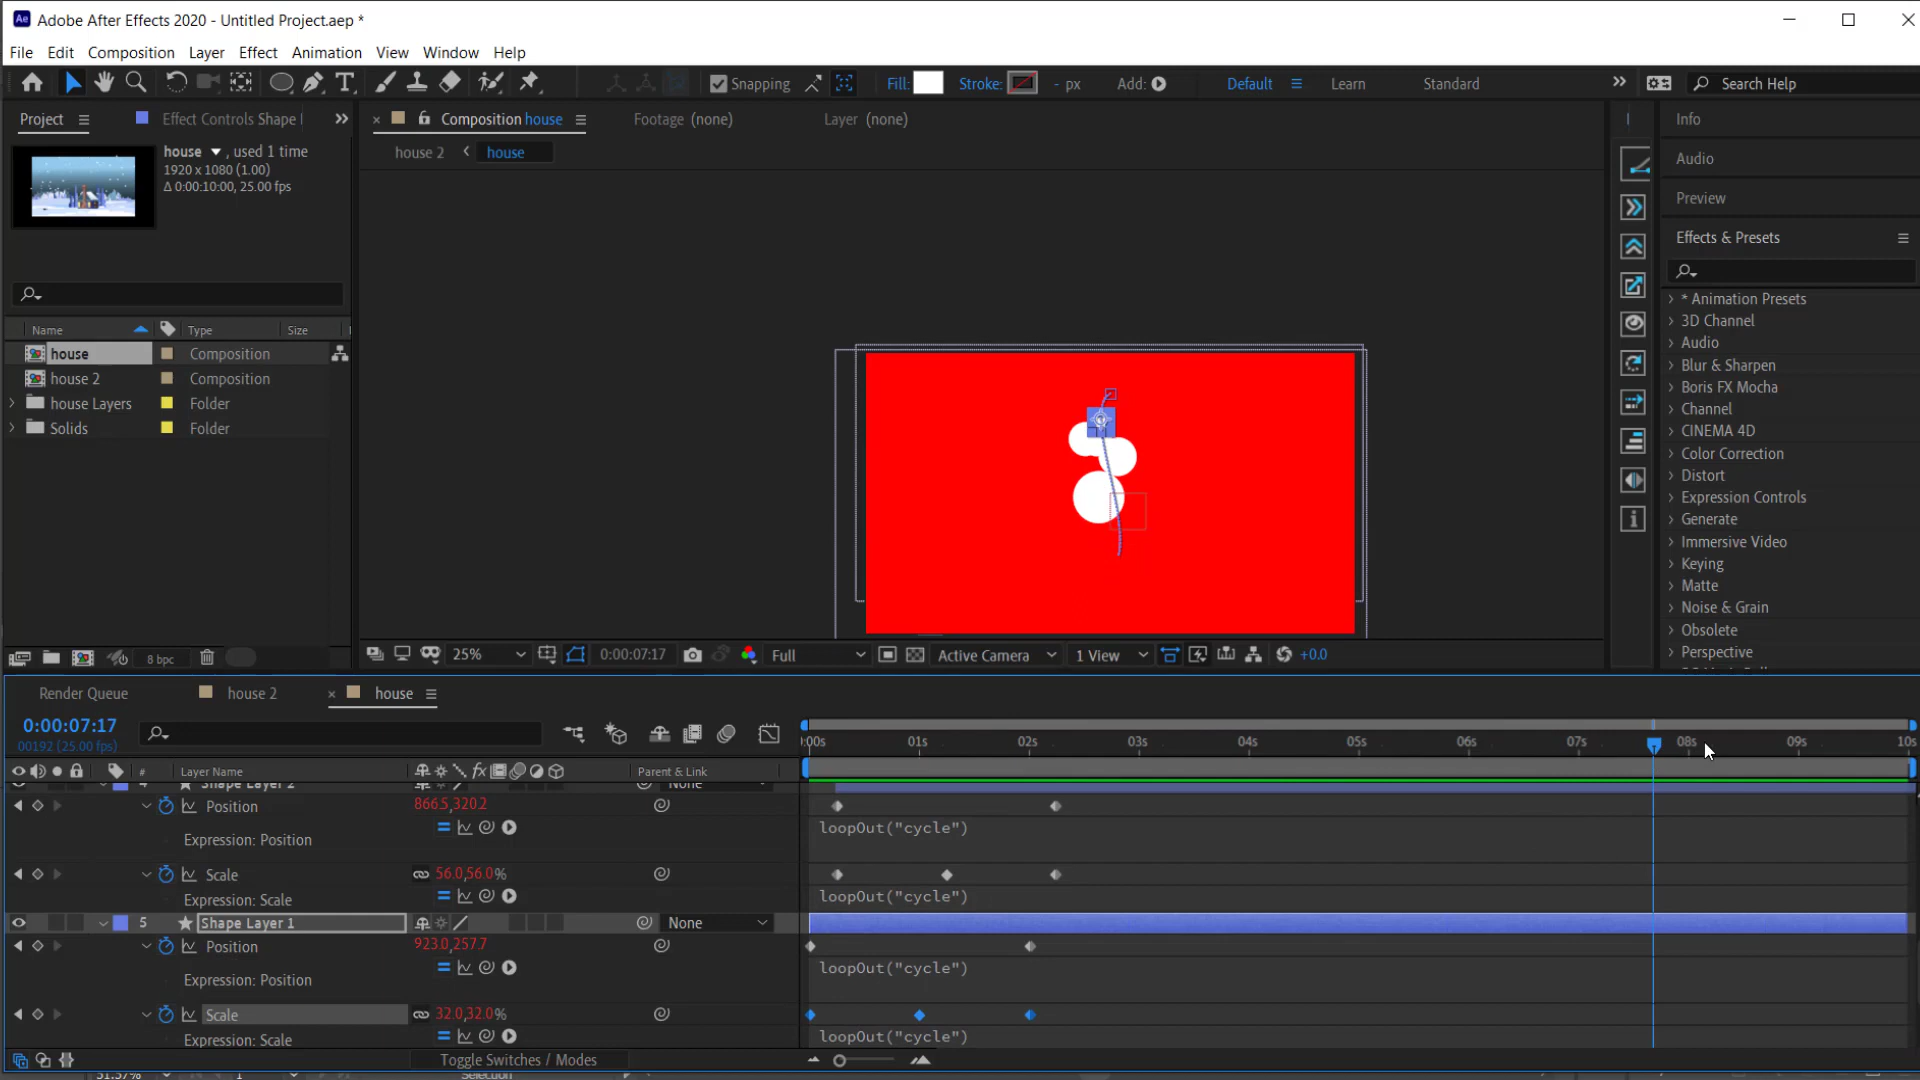 Adobe After Effects 2020 - Untitled Project.aep *
File Edit Composition Layer Effect Animation View Window Help
Snapping Fill: Stroke: - px Add: Default Learn Standard Search Help
Project Effect Controls Shape
Composition house Footage (none) Layer (none)
house 2 house
house , used 1 time
1920 x 1080 (1.00)
Δ 0:00:10:00, 25.00 fps
Name Type Size
house Composition
house 2 Composition
house Layers Folder
Solids Folder
8 bpc
25% 0:00:07:17 Full Active Camera 1 View +0.0
Info
Audio
Preview
Effects & Presets
* Animation Presets
3D Channel
Audio
Blur & Sharpen
Boris FX Mocha
Channel
CINEMA 4D
Color Correction
Distort
Expression Controls
Generate
Immersive Video
Keying
Matte
Noise & Grain
Obsolete
Perspective
Render Queue house 2 house
0:00:07:17
00192 (25.00 fps)
:00s 01s 02s 03s 04s 05s 06s 07s 08s 09s 10s
# Layer Name Parent & Link
4 Shape Layer 2 None
Position 866.5,320.2
Expression: Position loopOut("cycle")
Scale 56.0,56.0%
Expression: Scale loopOut("cycle")
5 Shape Layer 1 None
Position 923.0,257.7
Expression: Position loopOut("cycle")
Scale 32.0,32.0%
Expression: Scale loopOut("cycle")
Toggle Switches / Modes
51.57% 1 Selection